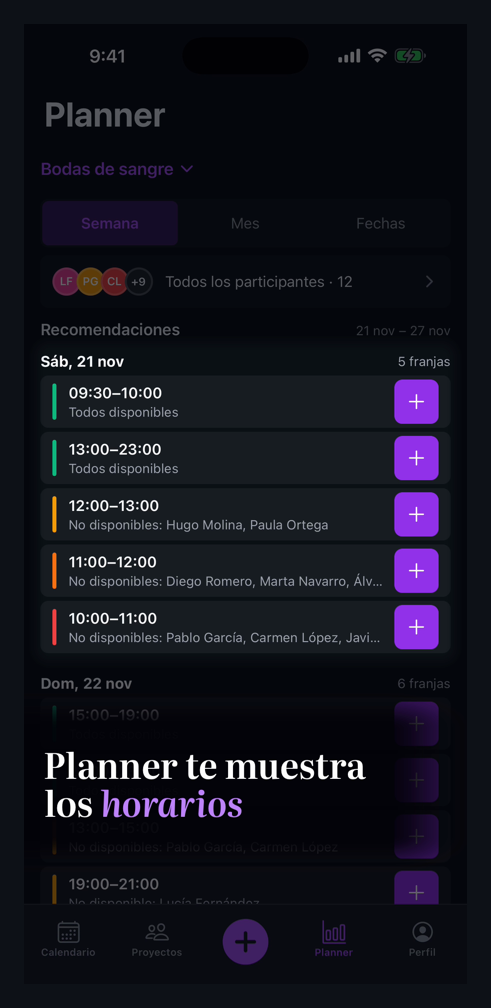 9:41
Planner
Bodas de sangre
Semana Mes Fechas
LF PG CL +9 Todos los participantes · 12
Recomendaciones 21 nov – 27 nov
Sáb, 21 nov 5 franjas
09:30–10:00
Todos disponibles
13:00–23:00
Todos disponibles
12:00–13:00
No disponibles: Hugo Molina, Paula Ortega
11:00–12:00
No disponibles: Diego Romero, Marta Navarro, Álv...
10:00–11:00
No disponibles: Pablo García, Carmen López, Javi...
Dom, 22 nov 6 franjas
15:00–19:00
Planner te muestra
los horarios
No disponibles: Pablo García, Carmen López
19:00–21:00
No disponible: Lucía Fernández
Calendario Proyectos Planner Perfil